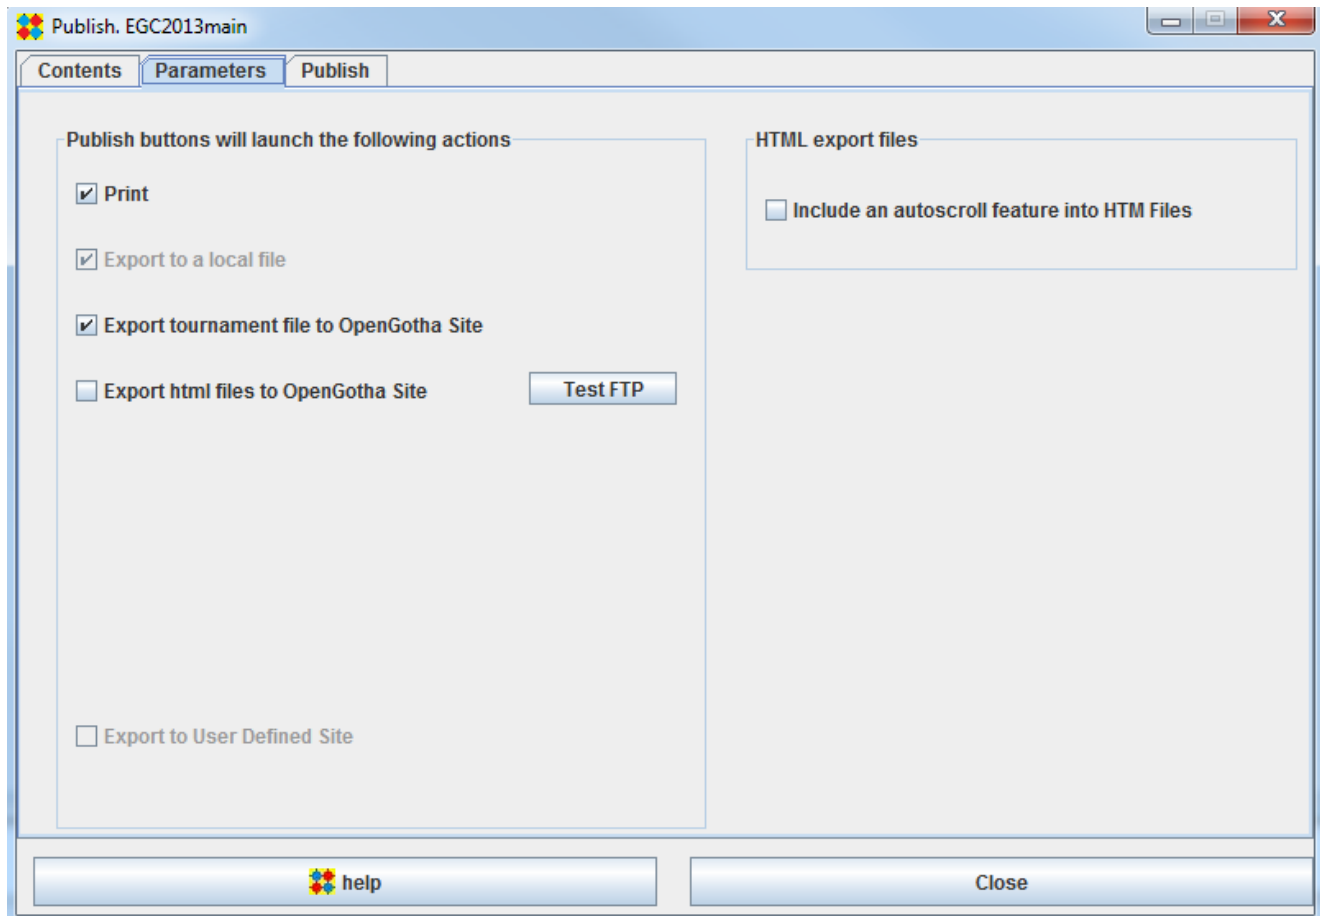 Publish. EGC2013main
Contents Parameters Publish
Publish buttons will launch the following actions
Print
Export to a local file
Export tournament file to OpenGotha Site
Export html files to OpenGotha Site
Test FTP
Export to User Defined Site
HTML export files
Include an autoscroll feature into HTM Files
help
Close